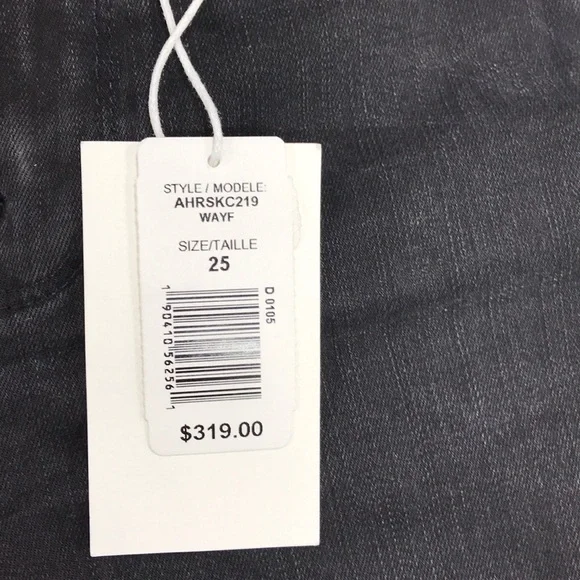 STYLE / MODELE:
AHRSKC219
WAYF
SIZE/TAILLE
25
D 0105
1 90410 56256 1
$319.00